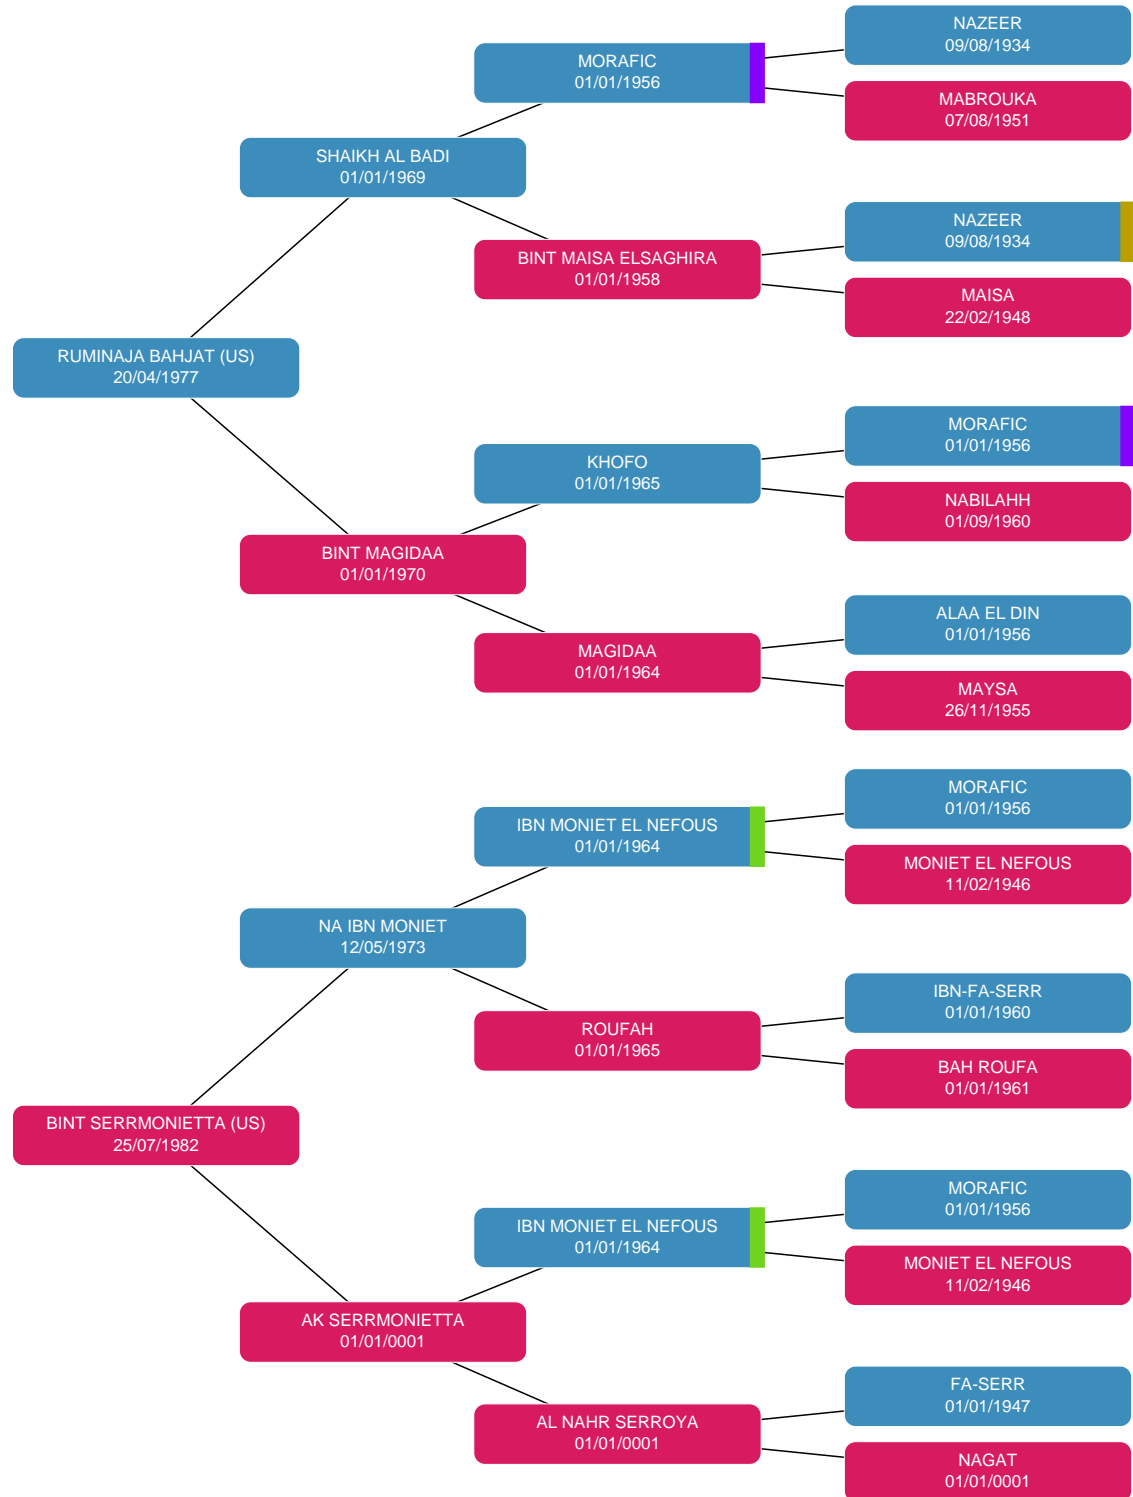 NAZEER
09/08/1934
MORAFIC
01/01/1956
MABROUKA
07/08/1951
SHAIKH AL BADI
01/01/1969
NAZEER
09/08/1934
BINT MAISA ELSAGHIRA
01/01/1958
MAISA
22/02/1948
RUMINAJA BAHJAT (US)
20/04/1977
MORAFIC
01/01/1956
KHOFO
01/01/1965
NABILAHH
01/09/1960
BINT MAGIDAA
01/01/1970
ALAA EL DIN
01/01/1956
MAGIDAA
01/01/1964
MAYSA
26/11/1955
MORAFIC
01/01/1956
IBN MONIET EL NEFOUS
01/01/1964
MONIET EL NEFOUS
11/02/1946
NA IBN MONIET
12/05/1973
IBN-FA-SERR
01/01/1960
ROUFAH
01/01/1965
BAH ROUFA
01/01/1961
BINT SERRMONIETTA (US)
25/07/1982
MORAFIC
01/01/1956
IBN MONIET EL NEFOUS
01/01/1964
MONIET EL NEFOUS
11/02/1946
AK SERRMONIETTA
01/01/0001
FA-SERR
01/01/1947
AL NAHR SERROYA
01/01/0001
NAGAT
01/01/0001